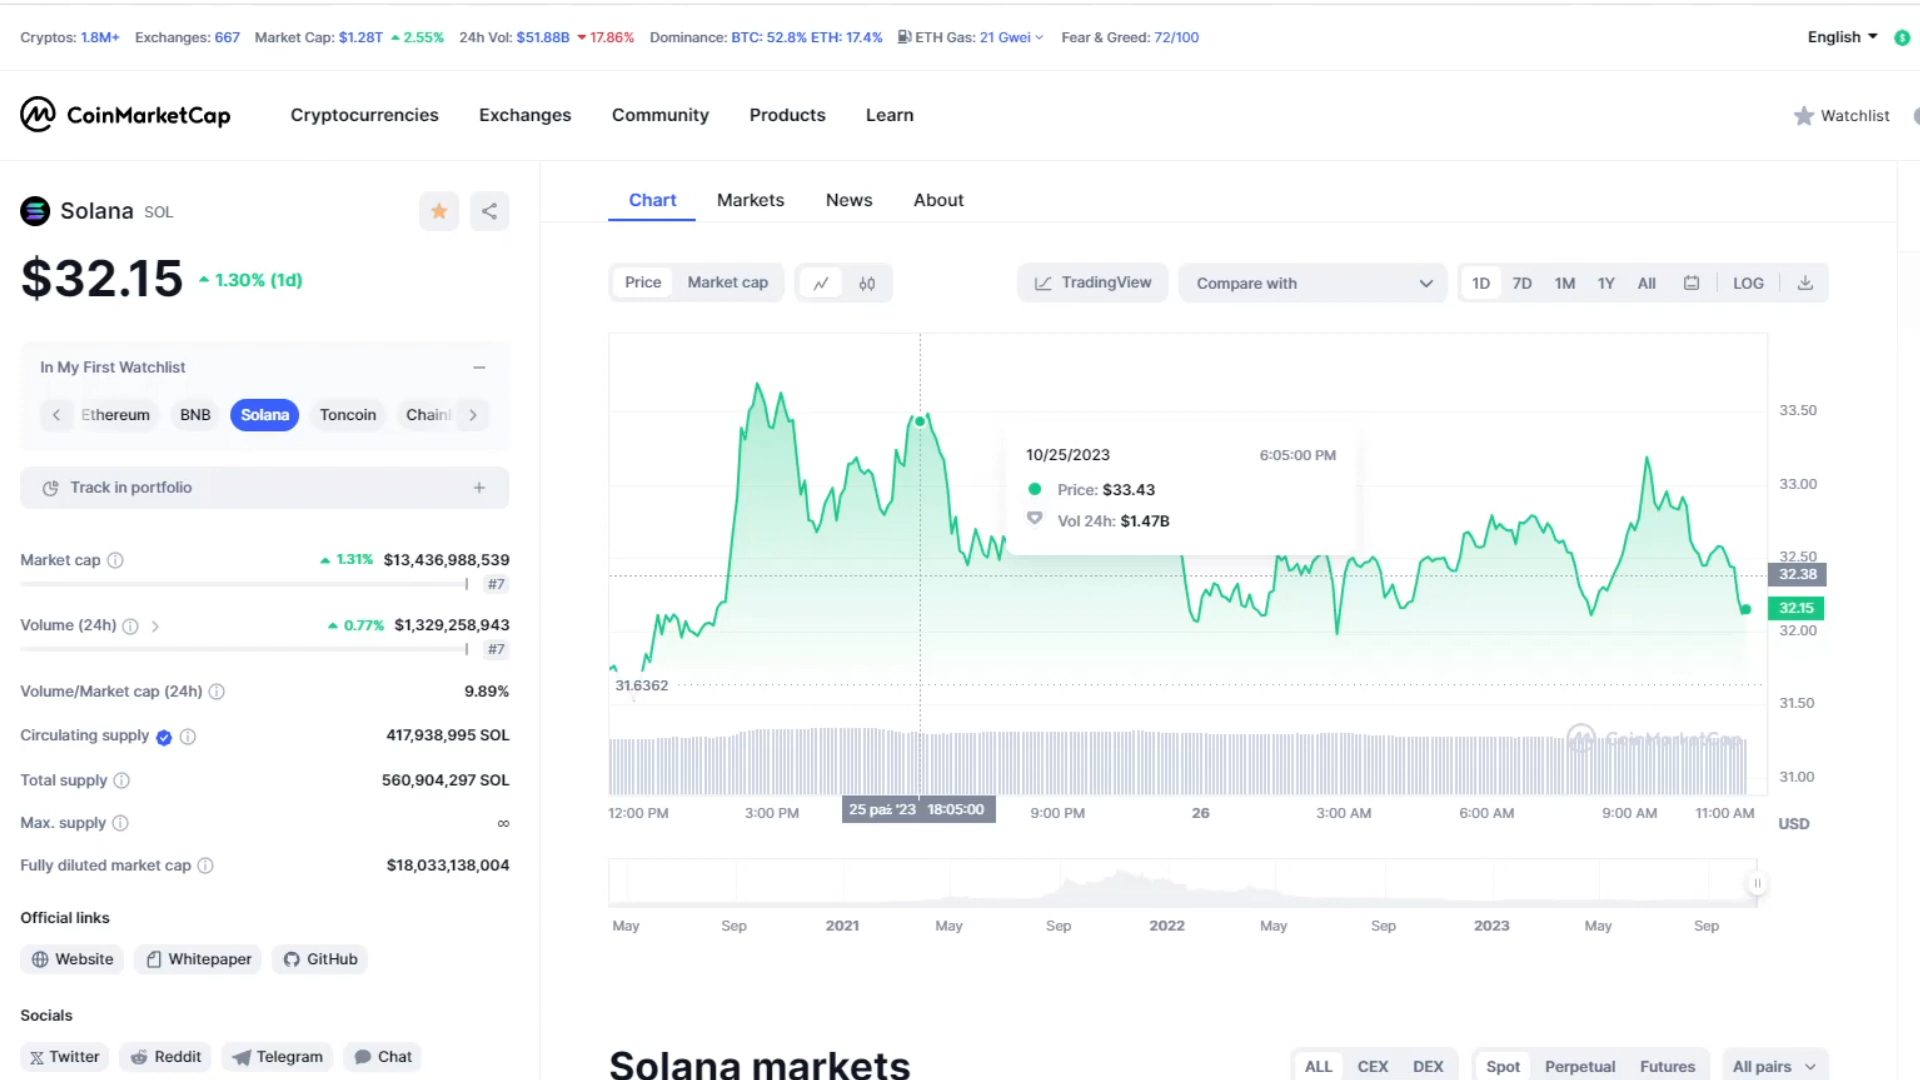 Cryptos: 1.8M+ Exchanges: 667 Market Cap: $1.28T 2.55% 24h Vol: $51.88B 17.86% Dominance: BTC: 52.8% ETH: 17.4% ETH Gas: 21 Gwei Fear & Greed: 72/100 English
CoinMarketCap Cryptocurrencies Exchanges Community Products Learn Watchlist
Solana SOL
$32.15 1.30% (1d)
In My First Watchlist
Ethereum BNB Solana Toncoin Chainl
Track in portfolio +
Market cap 1.31% $13,436,988,539
#7
Volume (24h) 0.77% $1,329,258,943
#7
Volume/Market cap (24h) 9.89%
Circulating supply 417,938,995 SOL
Total supply 560,904,297 SOL
Max. supply ∞
Fully diluted market cap $18,033,138,004
Official links
Website Whitepaper GitHub
Socials
Twitter Reddit Telegram Chat
Chart Markets News About
Price Market cap TradingView Compare with 1D 7D 1M 1Y All LOG
10/25/2023 6:05:00 PM
Price: $33.43
Vol 24h: $1.47B
33.50
33.00
32.50
32.38
32.15
32.00
31.6362
31.50
CoinMarketCap
31.00
12:00 PM 3:00 PM 25 paź '23 18:05:00 9:00 PM 26 3:00 AM 6:00 AM 9:00 AM 11:00 AM
USD
May Sep 2021 May Sep 2022 May Sep 2023 May Sep
Solana markets ALL CEX DEX Spot Perpetual Futures All pairs